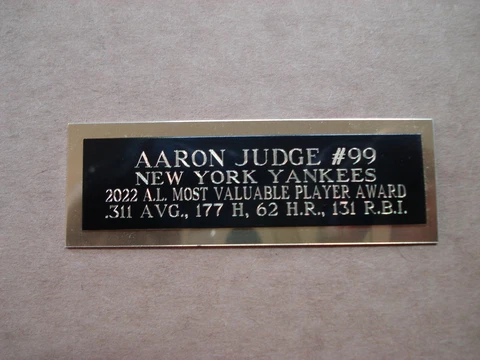 AARON JUDGE #99
NEW YORK YANKEES
2022 A.L. MOST VALUABLE PLAYER AWARD
.311 AVG., 177 H, 62 H.R., 131 R.B.I.